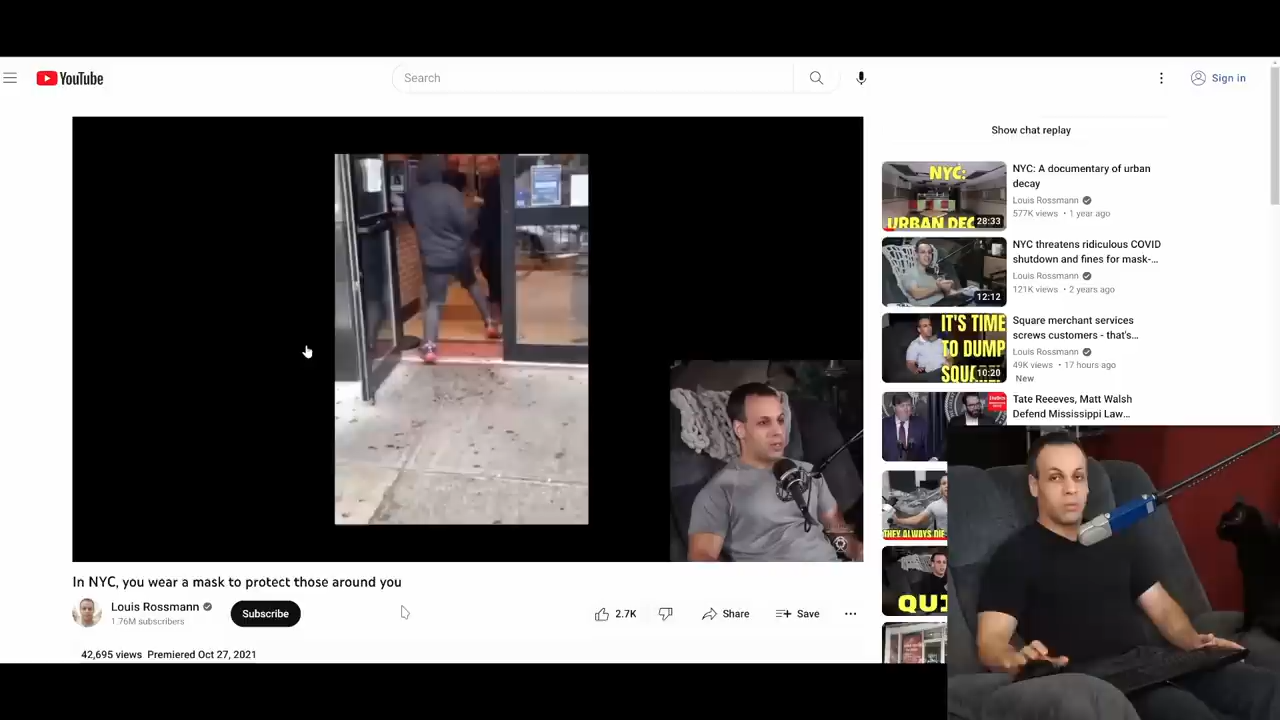 YouTube
Search
Sign in
Show chat replay
NYC:
URBAN DEC
28:33
NYC: A documentary of urban
decay
Louis Rossmann
577K views • 1 year ago
12:12
NYC threatens ridiculous COVID
shutdown and fines for mask-...
Louis Rossmann
121K views • 2 years ago
IT'S TIME
TO DUMP
SQUARE!
10:20
Square merchant services
screws customers - that's...
Louis Rossmann
49K views • 17 hours ago
New
Tate Reeeves, Matt Walsh
Defend Mississippi Law...
THEY ALWAYS DIE
QUI
In NYC, you wear a mask to protect those around you
Louis Rossmann
1.76M subscribers
Subscribe
2.7K
Share
Save
42,695 views Premiered Oct 27, 2021